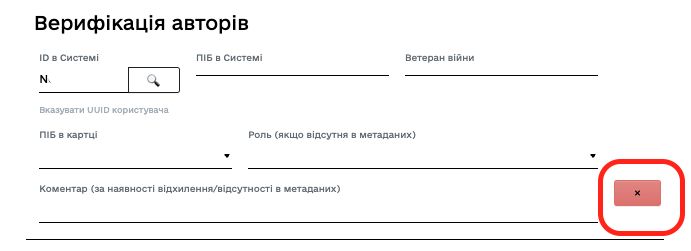 Верифікація авторів
ID в Системі ПІБ в Системі Ветеран війни
Вказувати UUID користувача
ПІБ в картці Роль (якщо відсутня в метаданих)
Коментар (за наявності відхилення/відсутності в метаданих)
×